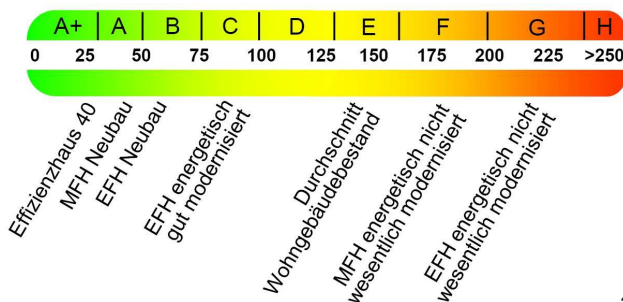 A+ A B C D E F G H
0 25 50 75 100 125 150 175 200 225 >250
Effizienzhaus 40
MFH Neubau
EFH Neubau
EFH energetisch
gut modernisiert
Durchschnitt
Wohngebäudebestand
MFH energetisch nicht
wesentlich modernisiert
EFH energetisch nicht
wesentlich modernisiert